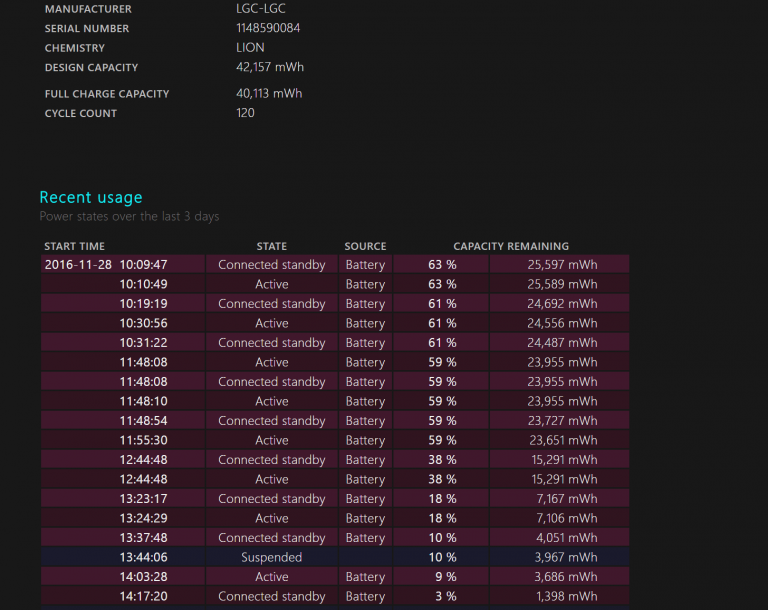 MANUFACTURER LGC-LGC
SERIAL NUMBER 1148590084
CHEMISTRY LION
DESIGN CAPACITY 42,157 mWh
FULL CHARGE CAPACITY 40,113 mWh
CYCLE COUNT 120
Recent usage
Power states over the last 3 days
START TIME STATE SOURCE CAPACITY REMAINING
2016-11-28 10:09:47 Connected standby Battery 63 % 25,597 mWh
10:10:49 Active Battery 63 % 25,589 mWh
10:19:19 Connected standby Battery 61 % 24,692 mWh
10:30:56 Active Battery 61 % 24,556 mWh
10:31:22 Connected standby Battery 61 % 24,487 mWh
11:48:08 Active Battery 59 % 23,955 mWh
11:48:08 Connected standby Battery 59 % 23,955 mWh
11:48:10 Active Battery 59 % 23,955 mWh
11:48:54 Connected standby Battery 59 % 23,727 mWh
11:55:30 Active Battery 59 % 23,651 mWh
12:44:48 Connected standby Battery 38 % 15,291 mWh
12:44:48 Active Battery 38 % 15,291 mWh
13:23:17 Connected standby Battery 18 % 7,167 mWh
13:24:29 Active Battery 18 % 7,106 mWh
13:37:48 Connected standby Battery 10 % 4,051 mWh
13:44:06 Suspended 10 % 3,967 mWh
14:03:28 Active Battery 9 % 3,686 mWh
14:17:20 Connected standby Battery 3 % 1,398 mWh